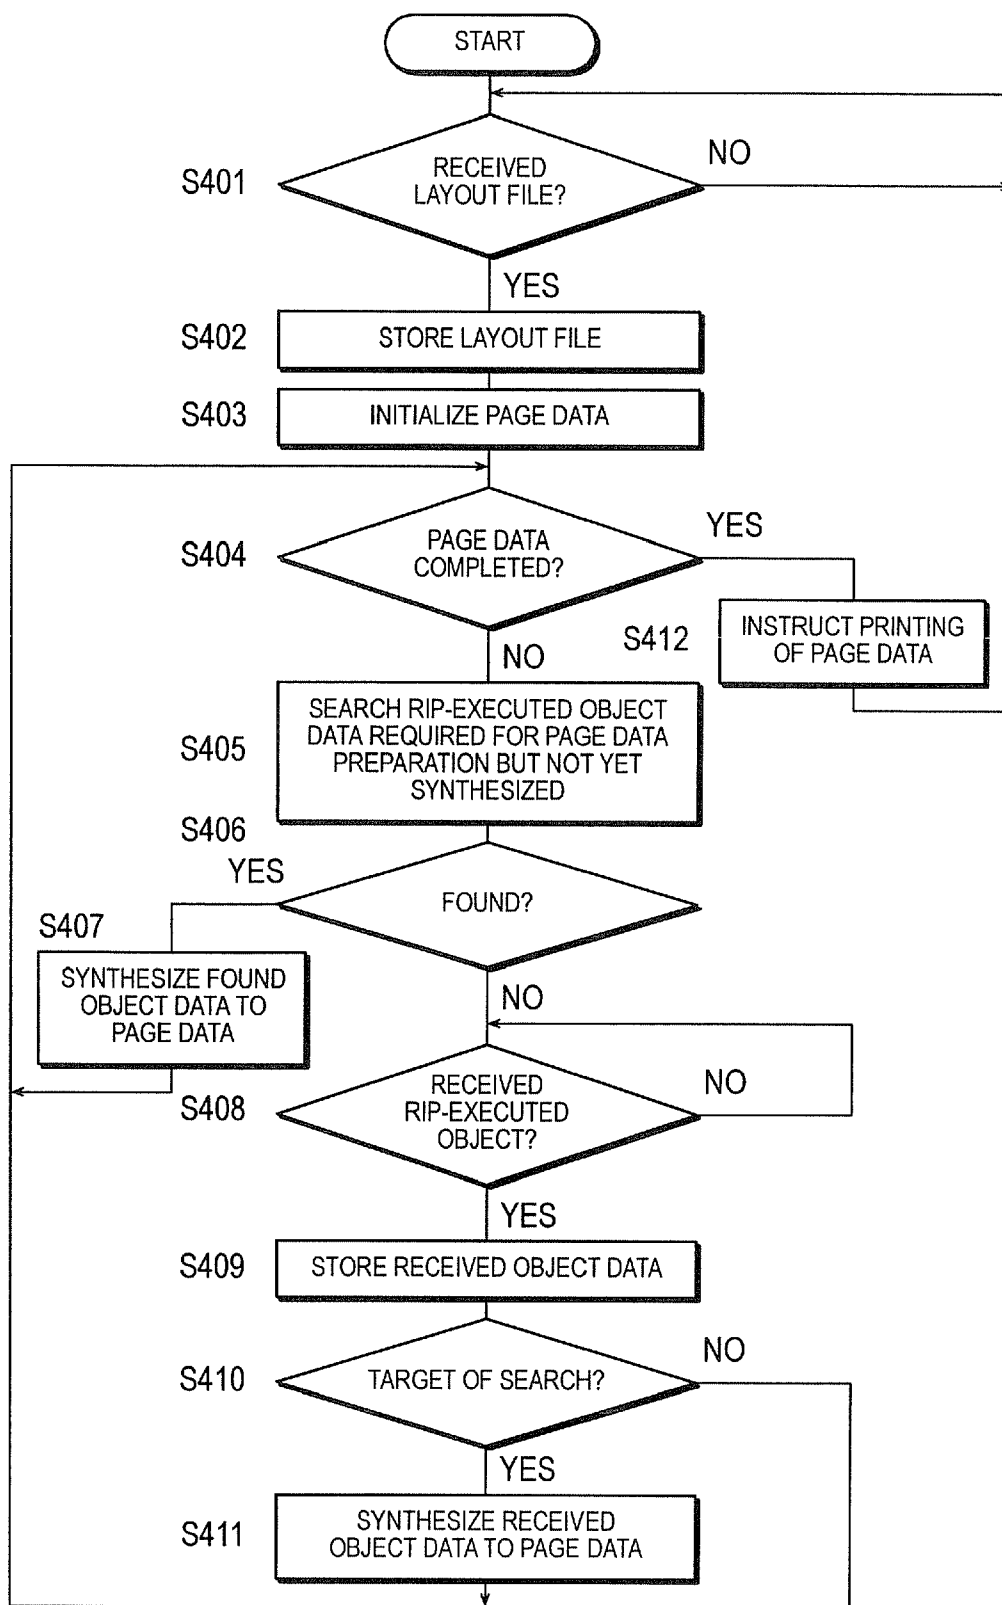 START
S401
RECEIVED
LAYOUT FILE?
NO
YES
S402
STORE LAYOUT FILE
S403
INITIALIZE PAGE DATA
S404
PAGE DATA
COMPLETED?
YES
NO
S412
INSTRUCT PRINTING
OF PAGE DATA
S405
SEARCH RIP-EXECUTED OBJECT
DATA REQUIRED FOR PAGE DATA
PREPARATION BUT NOT YET
SYNTHESIZED
S406
YES
FOUND?
S407
SYNTHESIZE FOUND
OBJECT DATA TO
PAGE DATA
NO
S408
RECEIVED
RIP-EXECUTED
OBJECT?
NO
YES
S409
STORE RECEIVED OBJECT DATA
S410
TARGET OF SEARCH?
NO
YES
S411
SYNTHESIZE RECEIVED
OBJECT DATA TO PAGE DATA